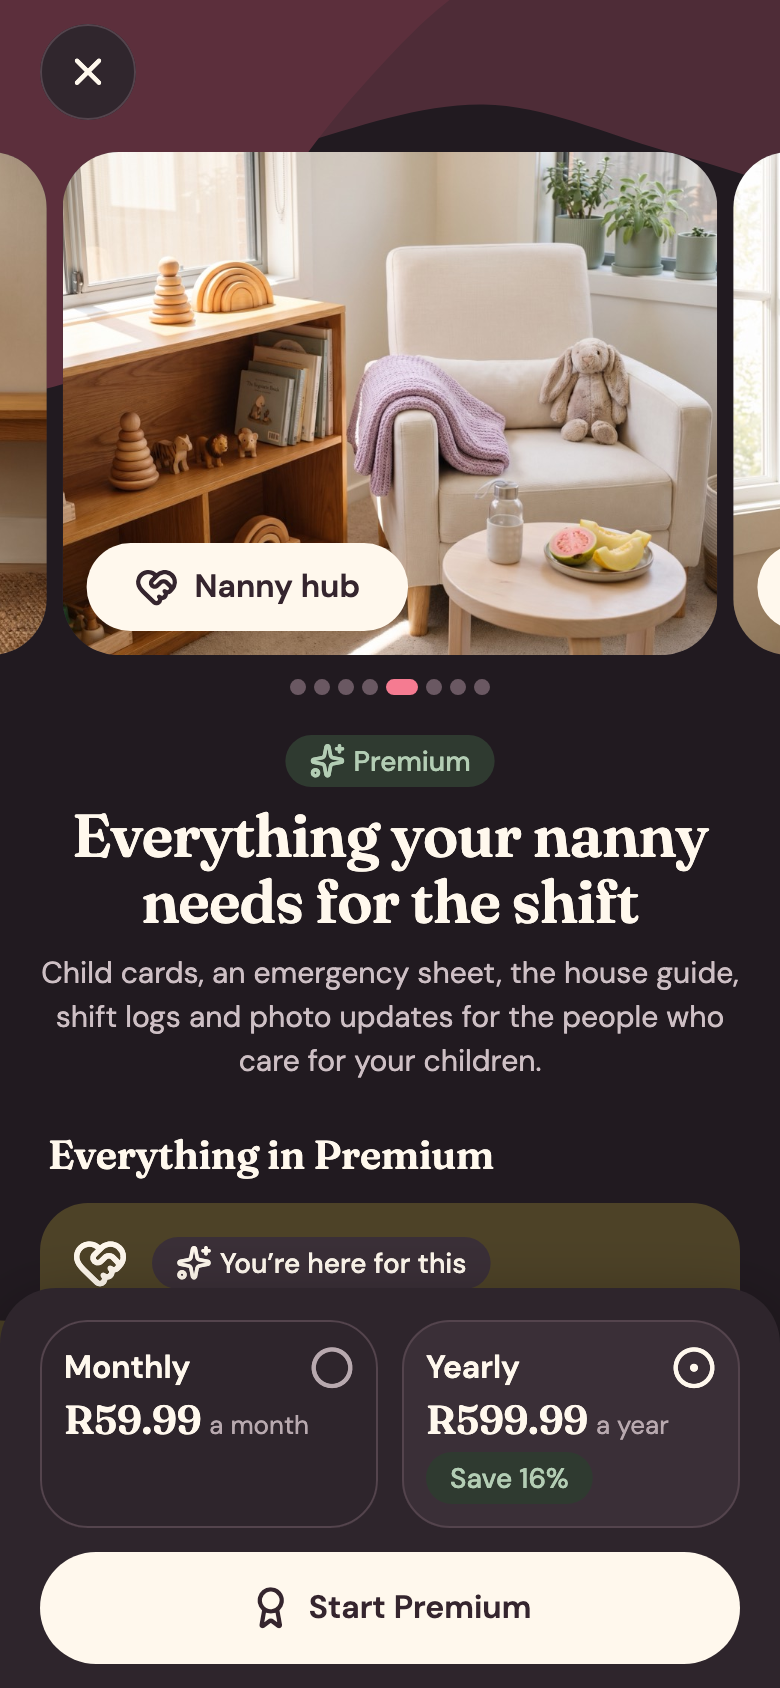 Nanny hub
Premium
Everything your nanny
needs for the shift
Child cards, an emergency sheet, the house guide,
shift logs and photo updates for the people who
care for your children.
Everything in Premium
You’re here for this
Monthly
R59.99 a month
Yearly
R599.99 a year
Save 16%
Start Premium